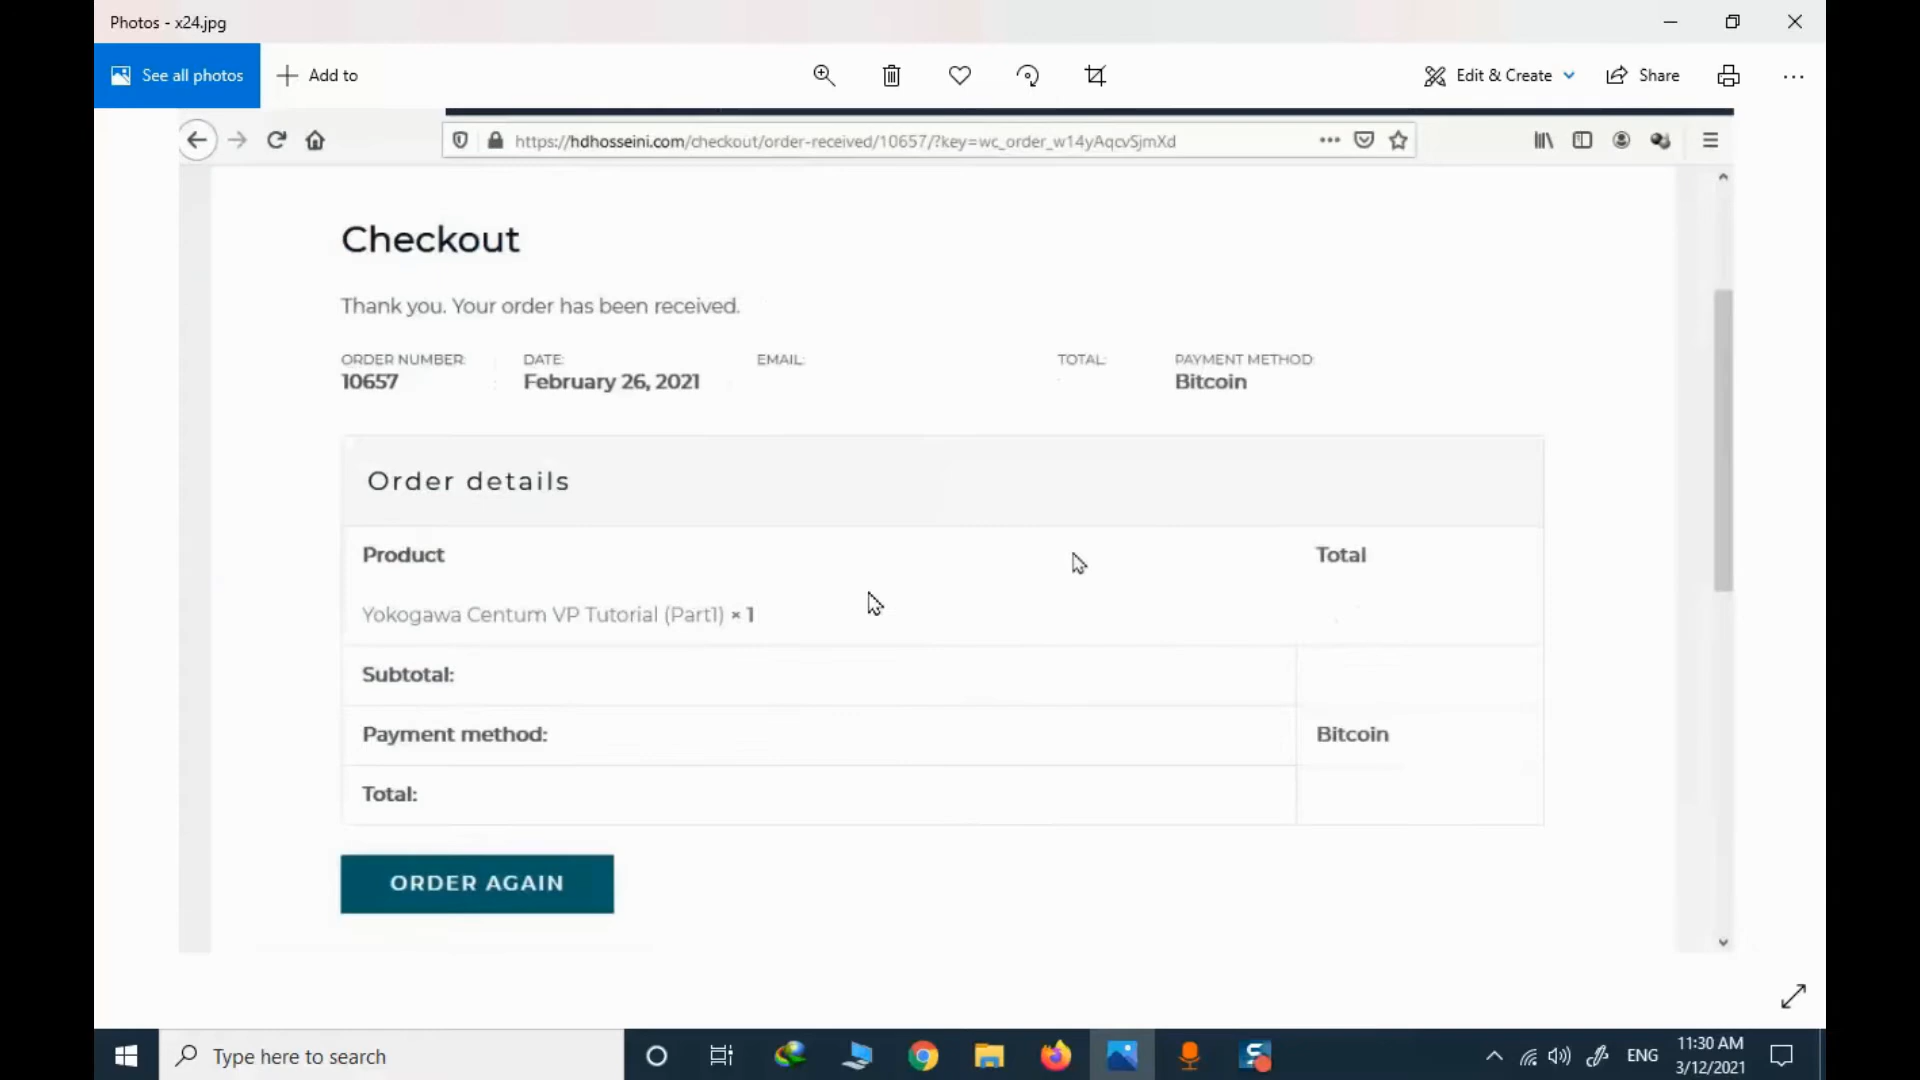 Photos - x24.jpg
See all photos
Add to
Edit & Create
Share
https://hdhosseini.com/checkout/order-received/10657/?key=wc_order_w14yAqcvSjmXd
Checkout
Thank you. Your order has been received.
ORDER NUMBER: DATE: EMAIL: TOTAL: PAYMENT METHOD:
10657 February 26, 2021 Bitcoin
Order details
Product Total
Yokogawa Centum VP Tutorial (Part1) × 1
Subtotal:
Payment method: Bitcoin
Total:
ORDER AGAIN
Type here to search
ENG
11:30 AM
3/12/2021